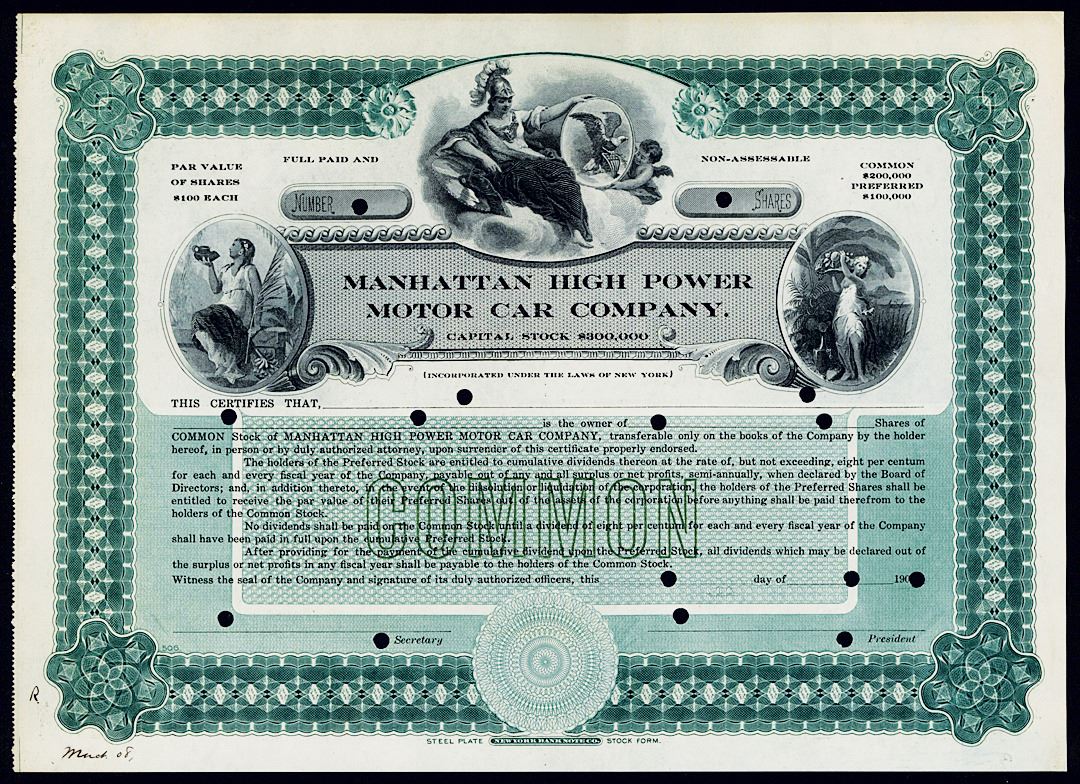 PAR VALUE
OF SHARES
$100 EACH
FULL PAID AND
NON-ASSESSABLE
COMMON
$200,000
PREFERRED
$100,000
NUMBER
SHARES
MANHATTAN HIGH POWER
MOTOR CAR COMPANY.
CAPITAL STOCK $300,000
(INCORPORATED UNDER THE LAWS OF NEW YORK)
THIS CERTIFIES THAT,
is the owner of Shares of
COMMON Stock of MANHATTAN HIGH POWER MOTOR CAR COMPANY, transferable only on the books of the Company by the holder
hereof, in person or by duly authorized attorney, upon surrender of this certificate properly endorsed.
The holders of the Preferred Stock are entitled to cumulative dividends thereon at the rate of, but not exceeding, eight per centum
for each and every fiscal year of the Company, payable out of any and all surplus or net profits, semi-annually, when declared by the Board of
Directors; and, in addition thereto, in the event of the dissolution or liquidation of the corporation, the holders of the Preferred Shares shall be
entitled to receive the par value of their Preferred Shares out of the assets of the corporation before anything shall be paid therefrom to the
holders of the Common Stock.
No dividends shall be paid on the Common Stock until a dividend of eight per centum for each and every fiscal year of the Company
shall have been paid in full upon the cumulative Preferred Stock.
After providing for the payment of the cumulative dividend upon the Preferred Stock, all dividends which may be declared out of
the surplus or net profits in any fiscal year shall be payable to the holders of the Common Stock.
COMMON
Witness the seal of the Company and signature of its duly authorized officers, this day of 190
Secretary
President
STEEL PLATE NEW YORK BANK NOTE CO. STOCK FORM.
R